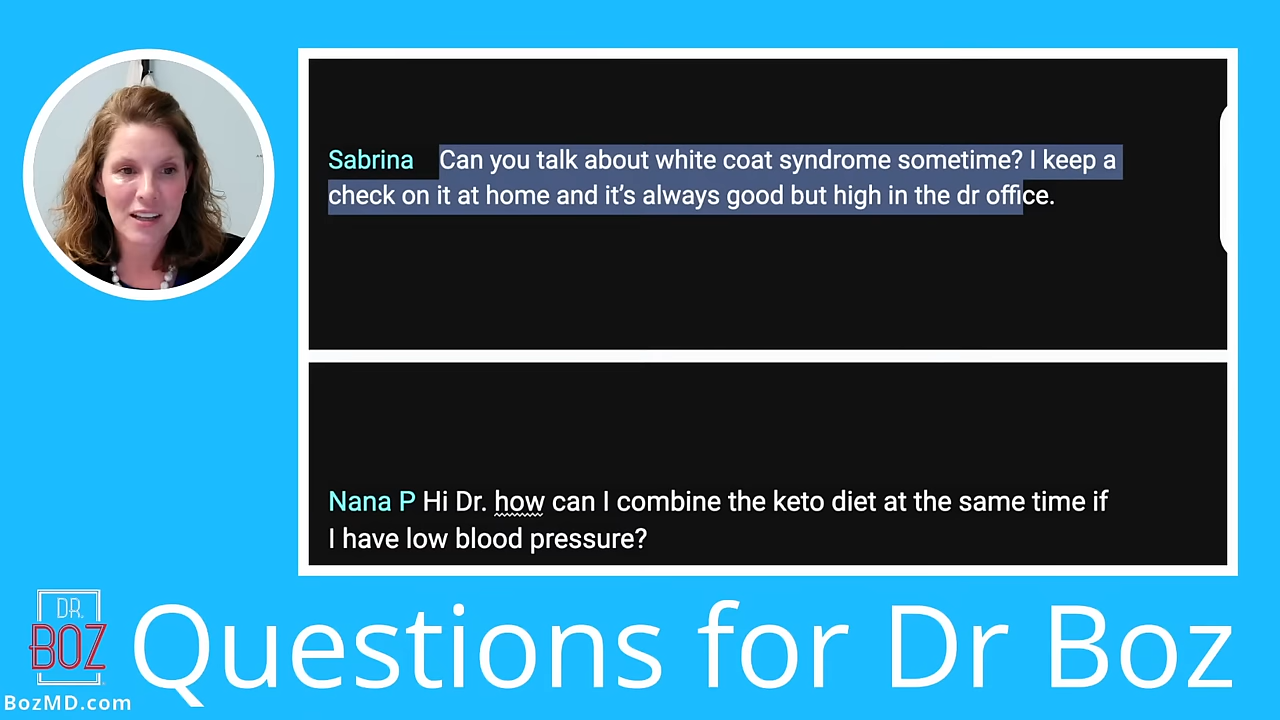 Sabrina Can you talk about white coat syndrome sometime? I keep a
check on it at home and it’s always good but high in the dr office.
Nana P Hi Dr. how can I combine the keto diet at the same time if
I have low blood pressure?
DR.
BOZ
Questions for Dr Boz
BozMD.com